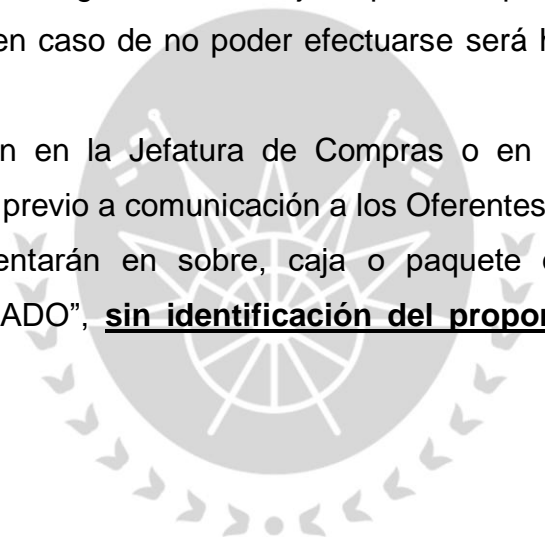 en caso de no poder efectuarse será
n en la Jefatura de Compras o en
previo a comunicación a los Oferentes
entarán en sobre, caja o paquete
ADO”, sin identificación del propo